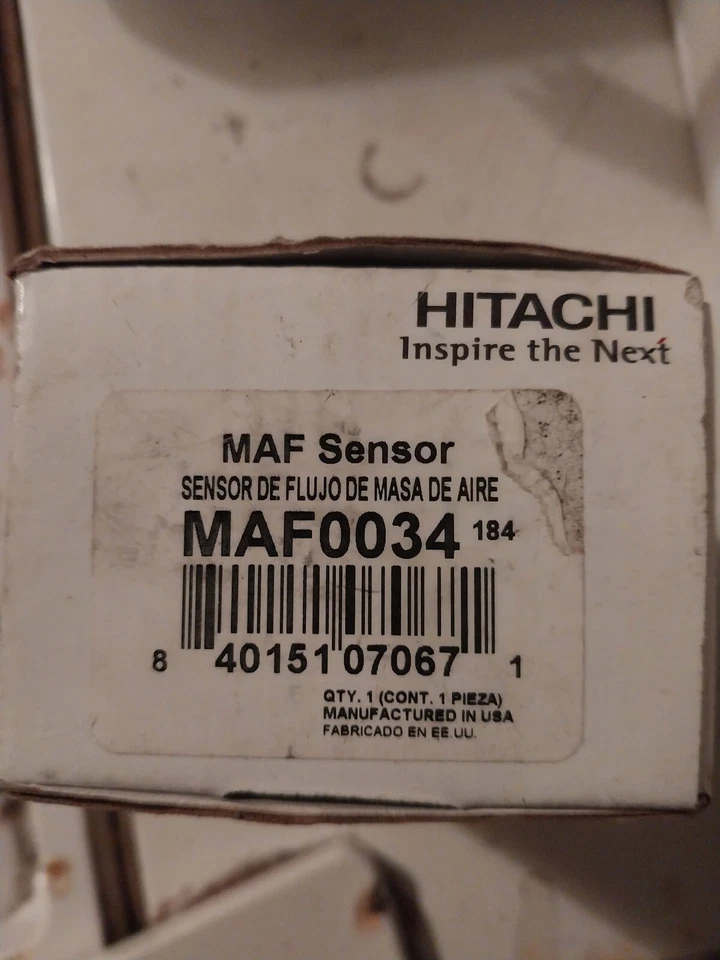 HITACHI
Inspire the Next
MAF Sensor
SENSOR DE FLUJO DE MASA DE AIRE
MAF0034 184
8 40151 07067 1
QTY. 1 (CONT. 1 PIEZA)
MANUFACTURED IN USA
FABRICADO EN EE.UU.